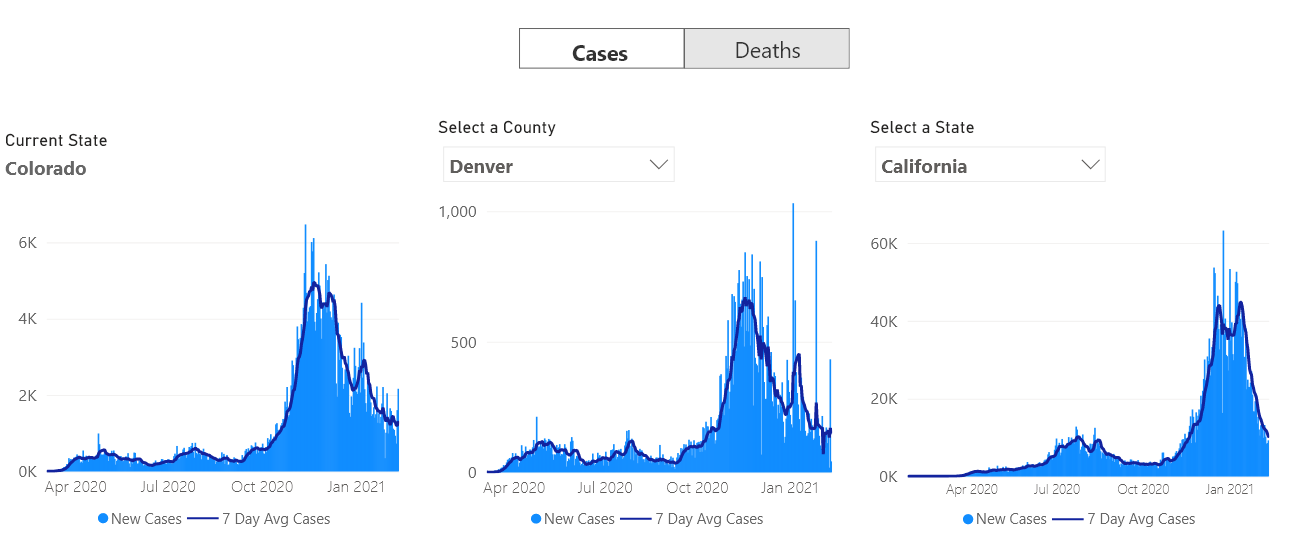 Cases
Deaths
Current State
Colorado
6K
4K
2K
0K
Apr 2020 Jul 2020 Oct 2020 Jan 2021
New Cases 7 Day Avg Cases
Select a County
Denver
1,000
500
0
Apr 2020 Jul 2020 Oct 2020 Jan 2021
New Cases 7 Day Avg Cases
Select a State
California
60K
40K
20K
0K
Apr 2020 Jul 2020 Oct 2020 Jan 2021
New Cases 7 Day Avg Cases